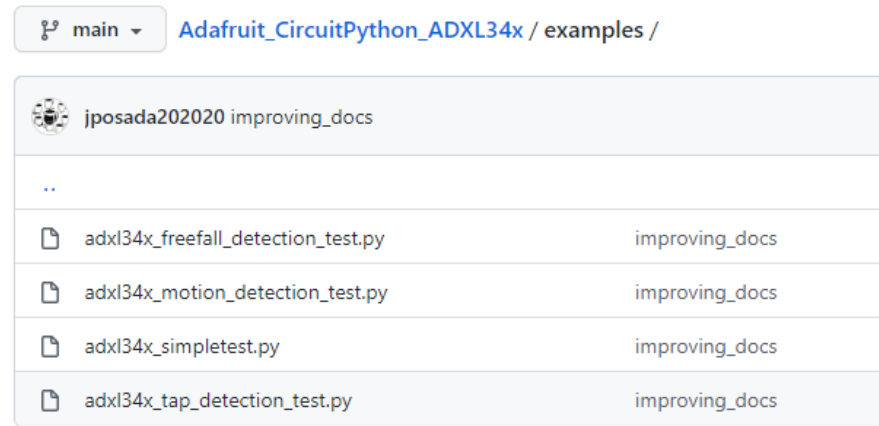 main Adafruit_CircuitPython_ADXL34x / examples /
jposada202020 improving_docs
..
adxl34x_freefall_detection_test.py improving_docs
adxl34x_motion_detection_test.py improving_docs
adxl34x_simpletest.py improving_docs
adxl34x_tap_detection_test.py improving_docs